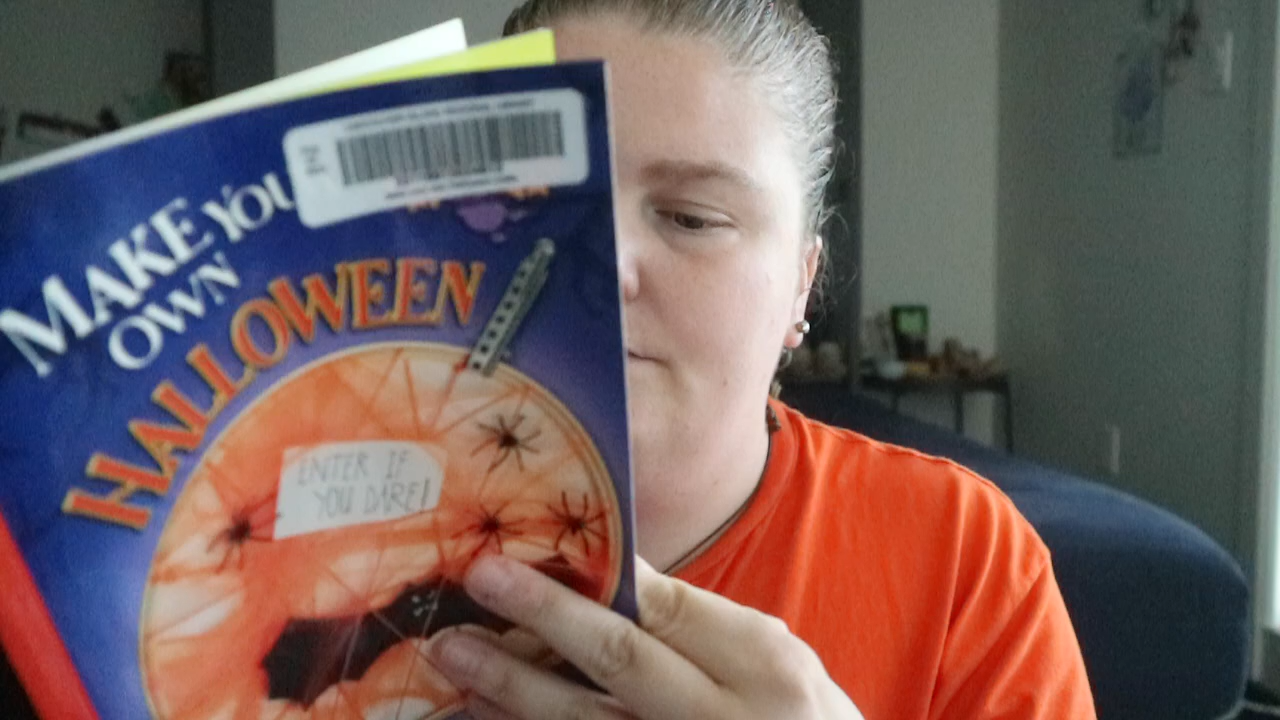 MAKE YOU
OWN
HALLOWEEN
ENTER IF
YOU DARE!